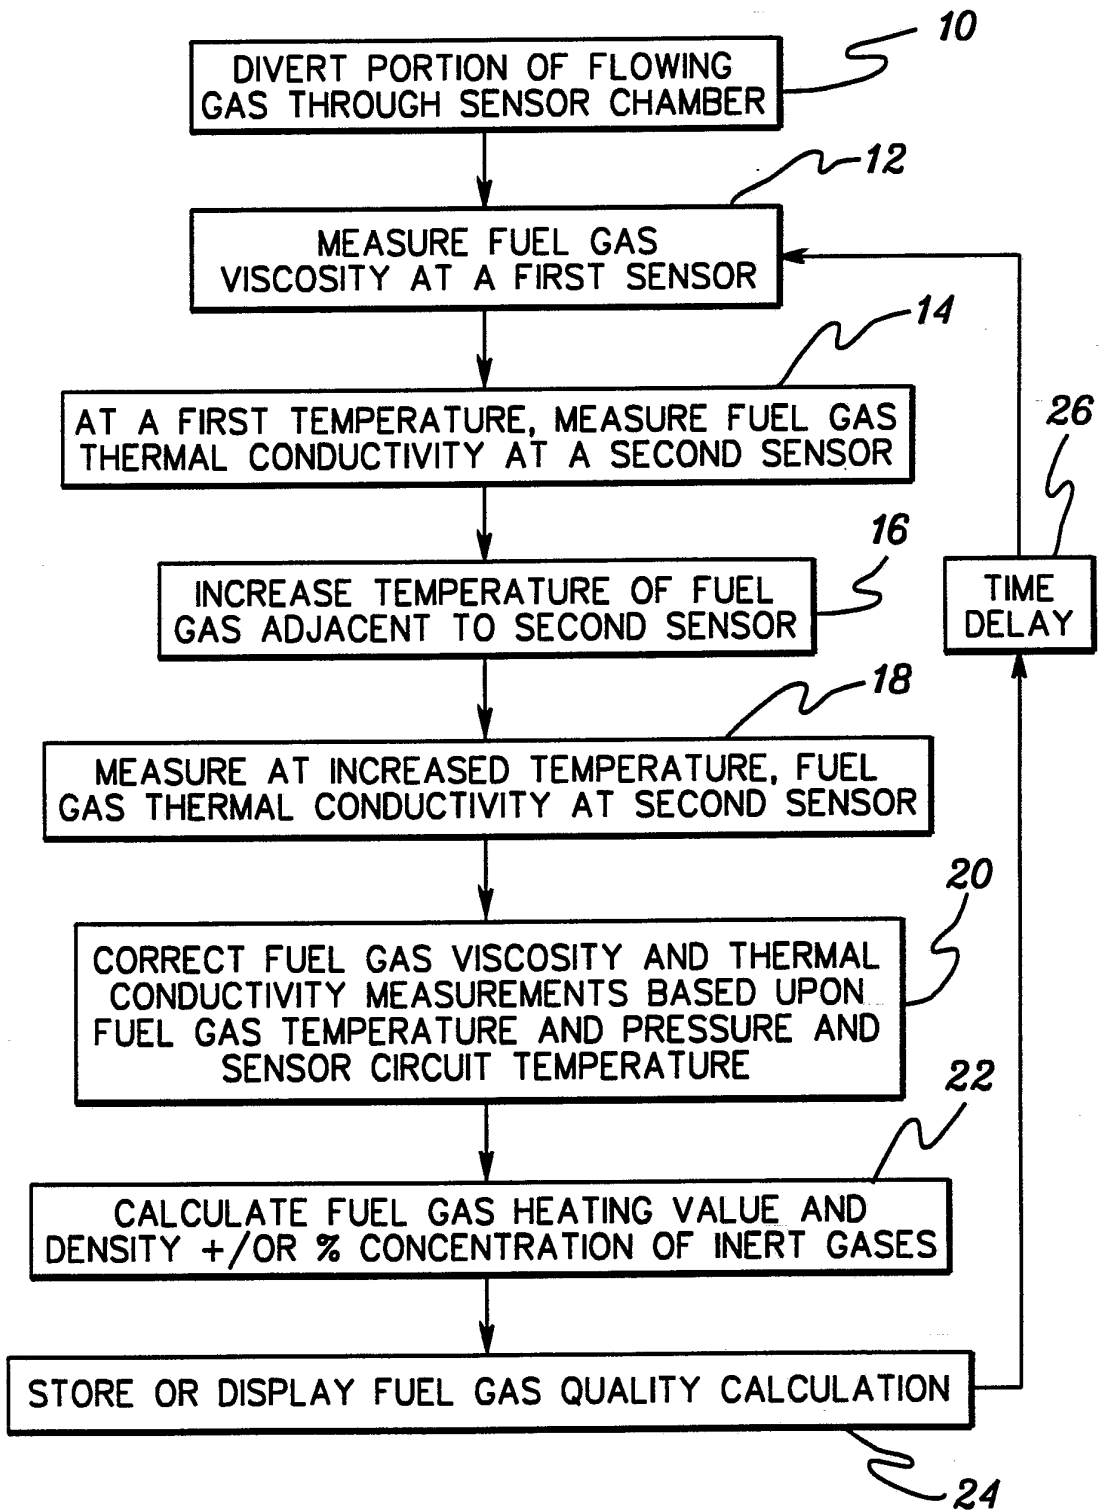 10
DIVERT PORTION OF FLOWING
GAS THROUGH SENSOR CHAMBER
12
MEASURE FUEL GAS
VISCOSITY AT A FIRST SENSOR
14
AT A FIRST TEMPERATURE, MEASURE FUEL GAS
THERMAL CONDUCTIVITY AT A SECOND SENSOR
26
16
INCREASE TEMPERATURE OF FUEL
GAS ADJACENT TO SECOND SENSOR
TIME
DELAY
18
MEASURE AT INCREASED TEMPERATURE, FUEL
GAS THERMAL CONDUCTIVITY AT SECOND SENSOR
20
CORRECT FUEL GAS VISCOSITY AND THERMAL
CONDUCTIVITY MEASUREMENTS BASED UPON
FUEL GAS TEMPERATURE AND PRESSURE AND
SENSOR CIRCUIT TEMPERATURE
22
CALCULATE FUEL GAS HEATING VALUE AND
DENSITY +/OR % CONCENTRATION OF INERT GASES
STORE OR DISPLAY FUEL GAS QUALITY CALCULATION
24